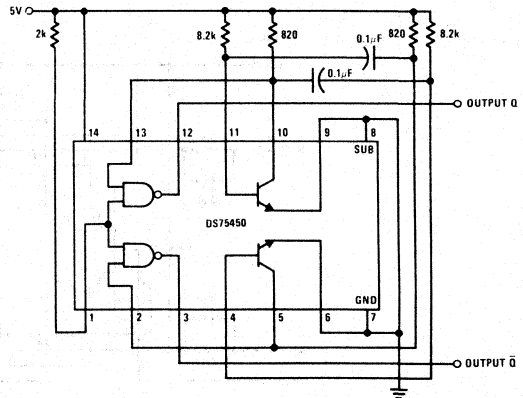 5V
2k
8.2k
820
0.1µF
820
8.2k
0.1µF
OUTPUT Q
14
13
12
11
10
9
8
SUB
DS75450
GND
1
2
3
4
5
6
7
OUTPUT Q̅